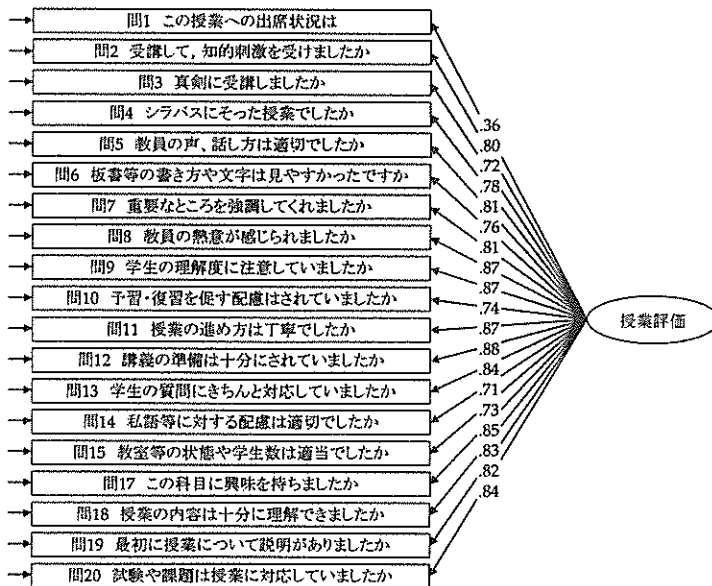 問1 この授業への出席状況は
問2 受講して, 知的刺激を受けましたか
問3 真剣に受講しましたか
問4 シラバスにそった授業でしたか
問5 教員の声、話し方は適切でしたか
問6 板書等の書き方や文字は見やすかったですか
問7 重要なところを強調してくれましたか
問8 教員の熱意が感じられましたか
問9 学生の理解度に注意していましたか
問10 予習・復習を促す配慮はされていましたか
問11 授業の進め方は丁寧でしたか
問12 講義の準備は十分にされていましたか
問13 学生の質問にきちんと対応していましたか
問14 私語等に対する配慮は適切でしたか
問15 教室等の状態や学生数は適当でしたか
問17 この科目に興味を持ちましたか
問18 授業の内容は十分に理解できましたか
問19 最初に授業について説明がありましたか
問20 試験や課題は授業に対応していましたか
.36
.80
.72
.78
.81
.76
.81
.87
.87
.74
.87
.88
.84
.71
.73
.85
.83
.82
.84
授業評価